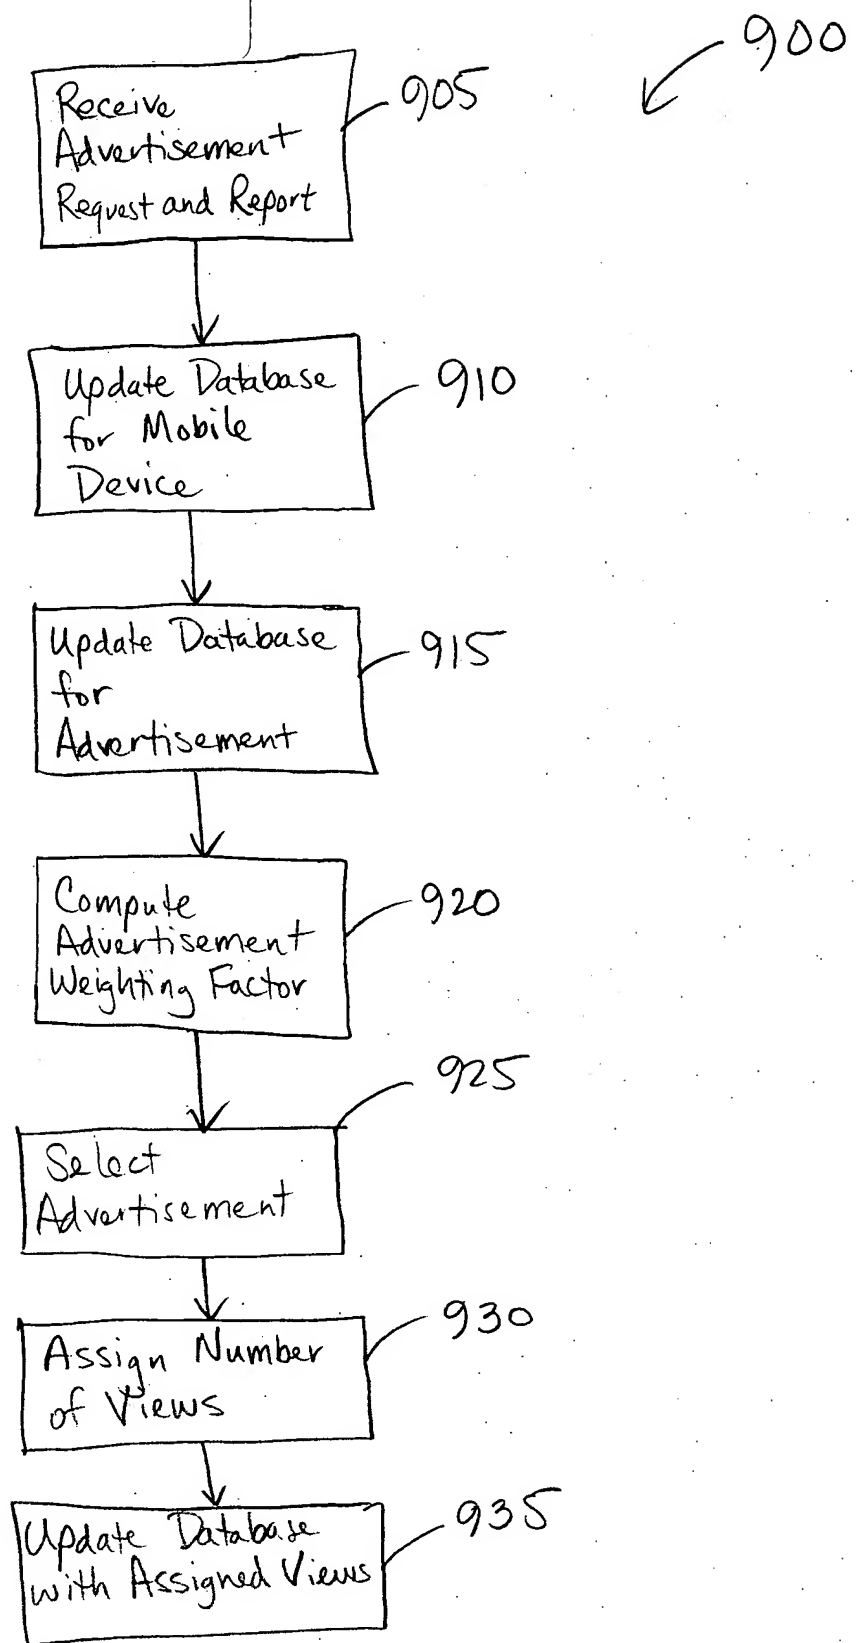 900
Receive
Advertisement
Request and Report
905
Update Database
for Mobile
Device
910
Update Database
for
Advertisement
915
Compute
Advertisement
Weighting Factor
920
925
Select
Advertisement
930
Assign Number
of Views
935
Update Database
with Assigned Views